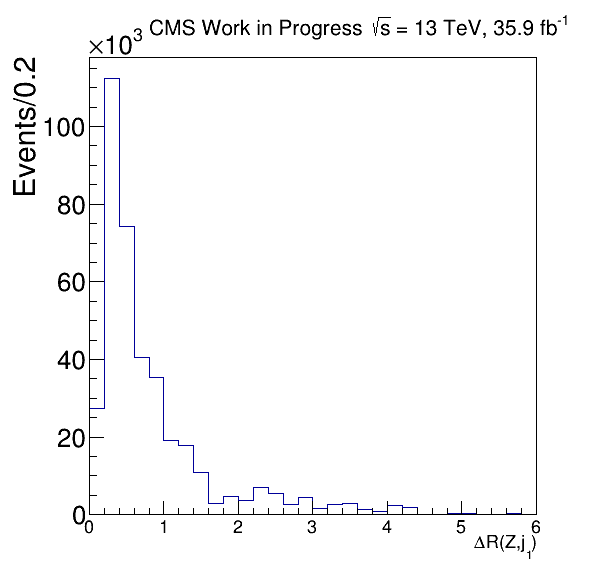 ×10³ CMS Work in Progress √s = 13 TeV, 35.9 fb⁻¹
Events/0.2
100
80
60
40
20
0
0 1 2 3 4 5 6
ΔR(Z,j₁)